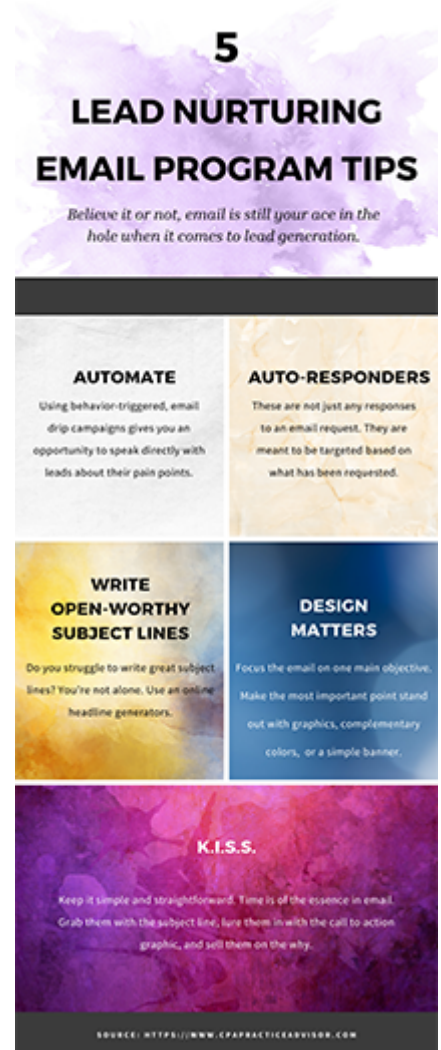 5
LEAD NURTURING
EMAIL PROGRAM TIPS
Believe it or not, email is still your ace in the
hole when it comes to lead generation.
AUTOMATE
Using behavior-triggered, email
drip campaigns gives you an
opportunity to speak directly with
leads about their pain points.
AUTO-RESPONDERS
These are not just any responses
to an email request. They are
meant to be targeted based on
what has been requested.
WRITE
OPEN-WORTHY
SUBJECT LINES
Do you struggle to write great subject
lines? You're not alone. Use an online
headline generators.
DESIGN
MATTERS
Focus the email on one main objective.
Make the most important point stand
out with graphics, complementary
colors, or a simple banner.
K.I.S.S.
Keep it simple and straightforward. Time is of the essence in email.
Grab them with the subject line, lure them in with the call to action
graphic, and sell them on the why.
SOURCE: HTTPS://WWW.CPAPRACTICEADVISOR.COM